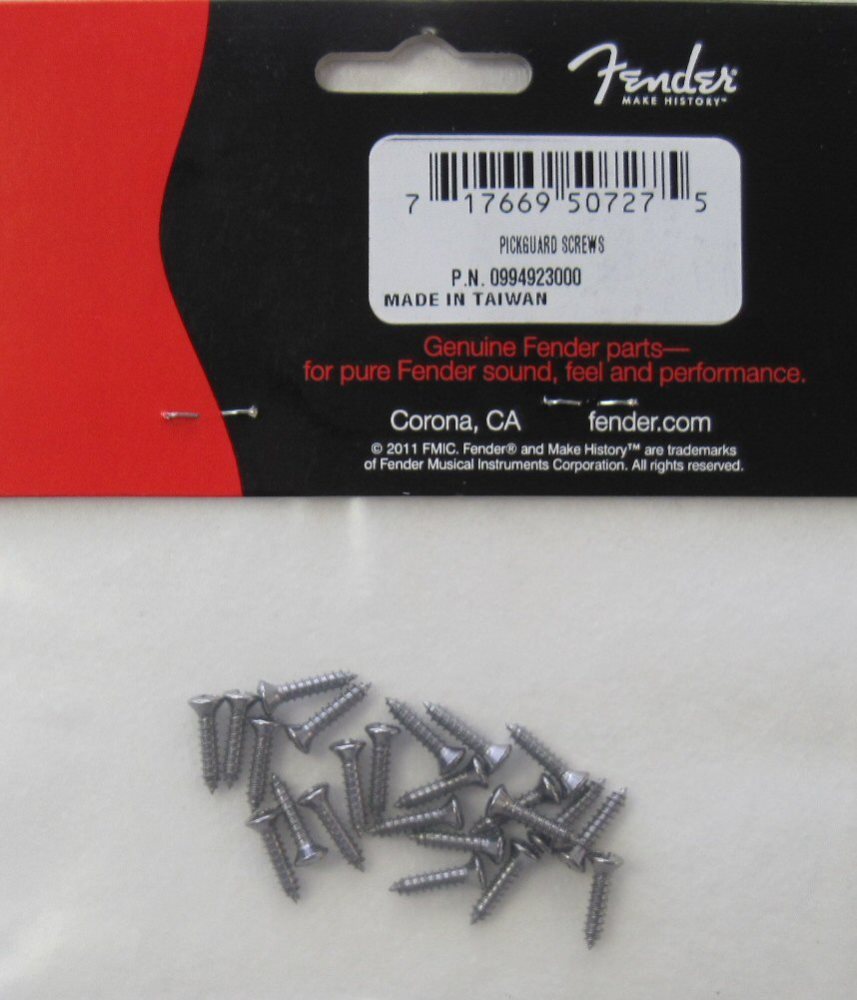 Fender®
MAKE HISTORY™
7 17669 50727 5
PICKGUARD SCREWS
P.N. 0994923000
MADE IN TAIWAN
Genuine Fender parts—
for pure Fender sound, feel and performance.
Corona, CA fender.com
© 2011 FMIC. Fender® and Make History™ are trademarks
of Fender Musical Instruments Corporation. All rights reserved.